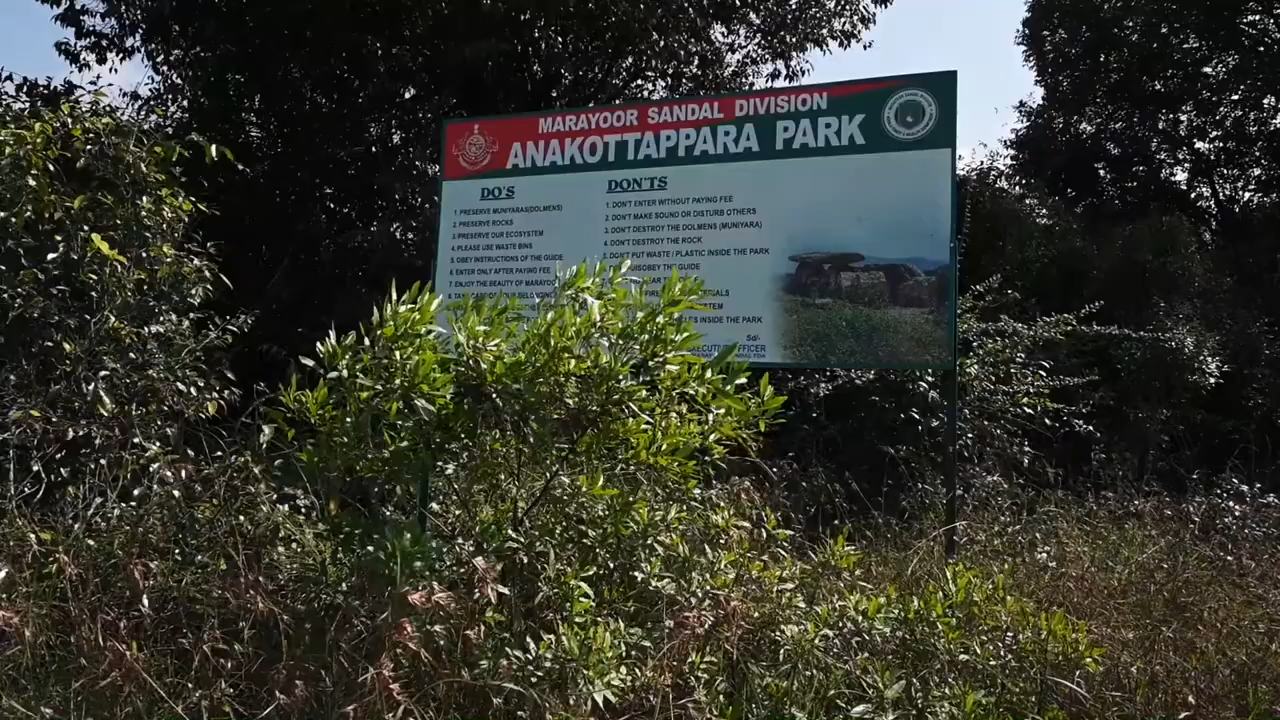 MARAYOOR SANDAL DIVISION
ANAKOTTAPPARA PARK
DO'S
1. PRESERVE MUNIYARAS(DOLMENS)
2. PRESERVE ROCKS
3. PRESERVE OUR ECOSYSTEM
4. PLEASE USE WASTE BINS
5. OBEY INSTRUCTIONS OF THE GUIDE
6. ENTER ONLY AFTER PAYING FEE
7. ENJOY THE BEAUTY OF MARAYOO
DON'TS
1. DON'T ENTER WITHOUT PAYING FEE
2. DON'T MAKE SOUND OR DISTURB OTHERS
3. DON'T DESTROY THE DOLMENS (MUNIYARA)
4. DON'T DESTROY THE ROCK
5. DON'T PUT WASTE / PLASTIC INSIDE THE PARK
THE GUIDE
INSIDE THE PARK
Sd/-
OFFICER